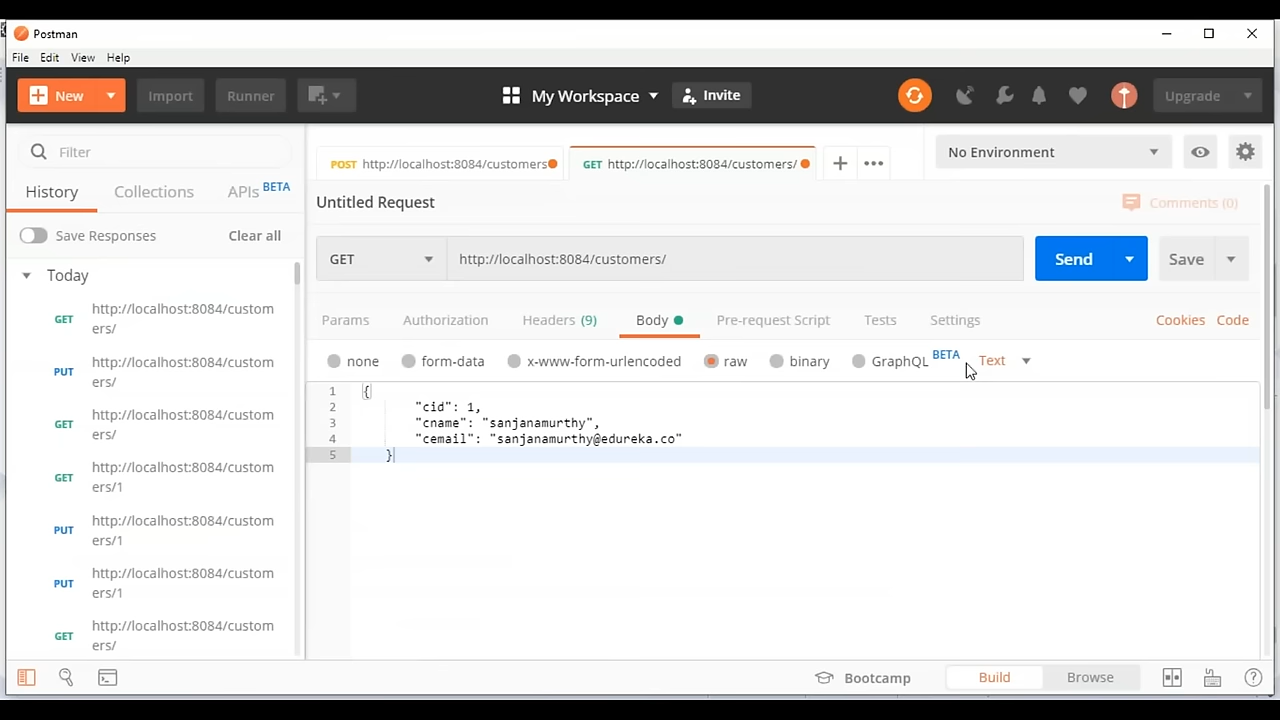 Postman
File Edit View Help
New Import Runner My Workspace Invite Upgrade
Filter
History Collections APIs BETA
Save Responses Clear all
Today
GET http://localhost:8084/custom
ers/
PUT http://localhost:8084/custom
ers/
GET http://localhost:8084/custom
ers/
GET http://localhost:8084/custom
ers/1
PUT http://localhost:8084/custom
ers/1
PUT http://localhost:8084/custom
ers/1
GET http://localhost:8084/custom
ers/
POST http://localhost:8084/customers GET http://localhost:8084/customers/ No Environment
Untitled Request Comments (0)
GET http://localhost:8084/customers/ Send Save
Params Authorization Headers (9) Body Pre-request Script Tests Settings Cookies Code
none form-data x-www-form-urlencoded raw binary GraphQL BETA Text
1 {
2 "cid": 1,
3 "cname": "sanjanamurthy",
4 "cemail": "sanjanamurthy@edureka.co"
5 }
Bootcamp Build Browse